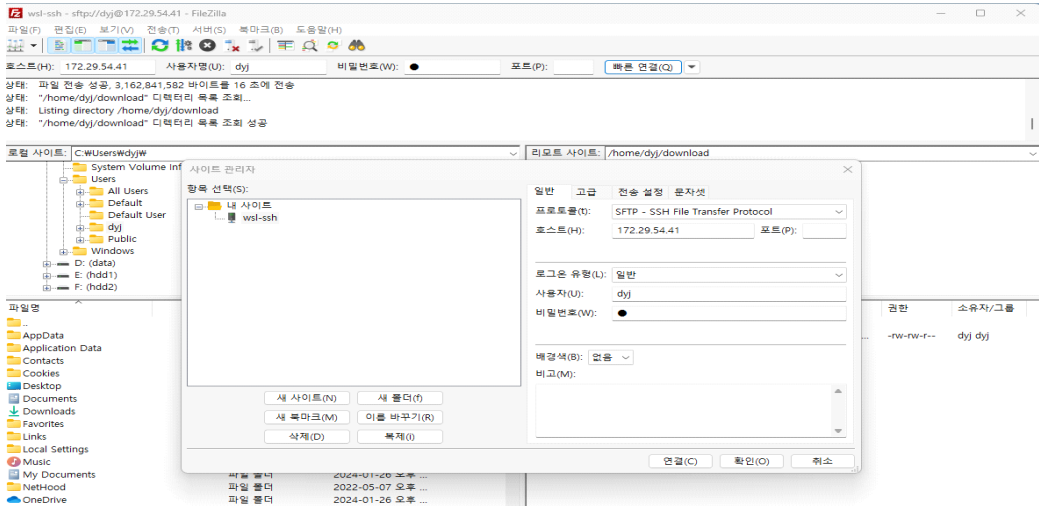 wsl-ssh - sftp://dyj@172.29.54.41 - FileZilla
파일(F) 편집(E) 보기(V) 전송(T) 서버(S) 북마크(B) 도움말(H)
호스트(H): 172.29.54.41 사용자명(U): dyj 비밀번호(W): ● 포트(P): 빠른 연결(Q)
상태: 파일 전송 성공, 3,162,841,582 바이트를 16 초에 전송
상태: "/home/dyj/download" 디렉터리 목록 조회...
상태: Listing directory /home/dyj/download
상태: "/home/dyj/download" 디렉터리 목록 조회 성공
로컬 사이트: C:₩Users₩dyj₩
리모트 사이트: /home/dyj/download
System Volume Inf
Users
All Users
Default
Default User
dyj
Public
Windows
D: (data)
E: (hdd1)
F: (hdd2)
파일명
..
AppData
Application Data
Contacts
Cookies
Desktop
Documents
Downloads
Favorites
Links
Local Settings
Music
My Documents 파일 폴더 2024-01-26 오후 ...
NetHood 파일 폴더 2022-05-07 오후 ...
OneDrive 파일 폴더 2024-01-26 오후 ...
사이트 관리자
항목 선택(S):
내 사이트
wsl-ssh
새 사이트(N) 새 폴더(f)
새 북마크(M) 이름 바꾸기(R)
삭제(D) 복제(I)
일반 고급 전송 설정 문자셋
프로토콜(t): SFTP - SSH File Transfer Protocol
호스트(H): 172.29.54.41 포트(P):
로그온 유형(L): 일반
사용자(U): dyj
비밀번호(W): ●
배경색(B): 없음
비고(M):
연결(C) 확인(O) 취소
권한 소유자/그룹
... -rw-rw-r-- dyj dyj